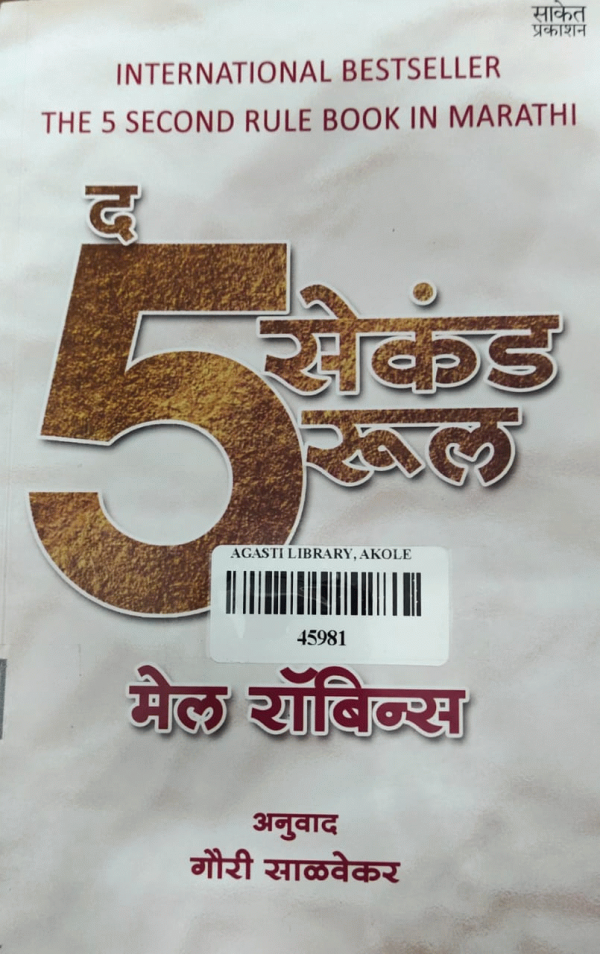 साकेत
प्रकाशन
INTERNATIONAL BESTSELLER
THE 5 SECOND RULE BOOK IN MARATHI
द
5 सेकंड
रूल
AGASTI LIBRARY, AKOLE
45981
मेल रॉबिन्स
अनुवाद
गौरी साळवेकर